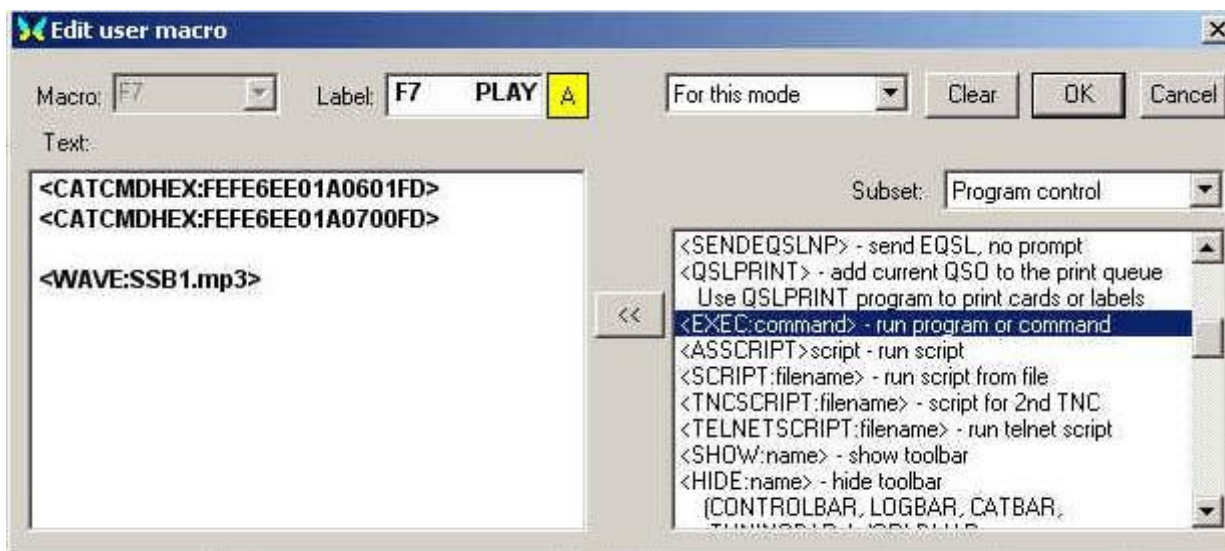 Edit user macro
Macro: F7 Label: F7 PLAY A For this mode Clear OK Cancel
Text:
<CATCMDHEX:FEFE6EE01A0601FD>
<CATCMDHEX:FEFE6EE01A0700FD>
<WAVE:SSB1.mp3>
<<
Subset: Program control
<SENDEQSLNP> - send EQSL, no prompt
<QSLPRINT> - add current QSO to the print queue
Use QSLPRINT program to print cards or labels
<EXEC:command> - run program or command
<ASSCRIPT>script - run script
<SCRIPT:filename> - run script from file
<TNCSCRIPT:filename> - script for 2nd TNC
<TELNETSCRIPT:filename> - run telnet script
<SHOW:name> - show toolbar
<HIDE:name> - hide toolbar
(CONTROLBAR, LOGBAR, CATBAR,